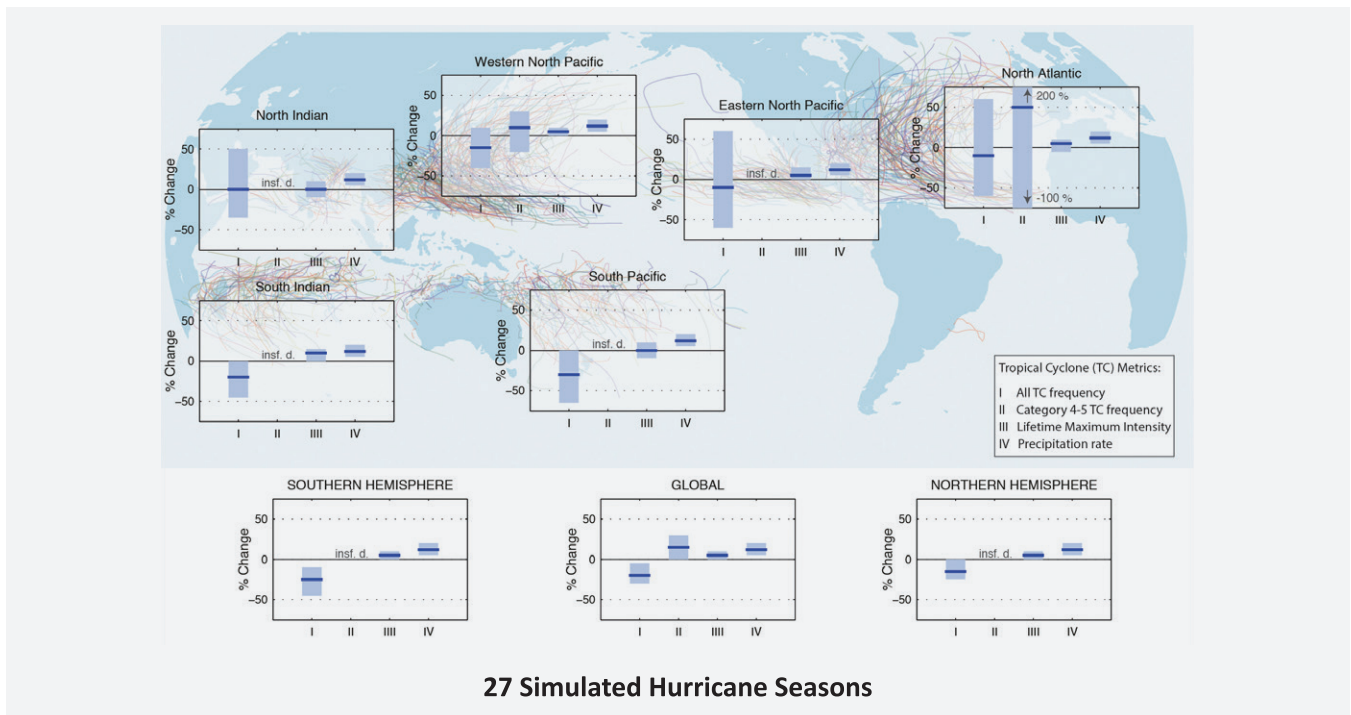 North Indian
% Change
50
0
−50
insf. d.
I II IIII IV
Western North Pacific
% Change
50
0
−50
I II IIII IV
Eastern North Pacific
% Change
50
0
−50
insf. d.
I II IIII IV
North Atlantic
% Change
50
0
−50
200 %
-100 %
I II IIII IV
South Indian
% Change
50
0
−50
insf. d.
I II IIII IV
South Pacific
% Change
50
0
−50
insf. d.
I II IIII IV
Tropical Cyclone (TC) Metrics:
I All TC frequency
II Category 4-5 TC frequency
III Lifetime Maximum Intensity
IV Precipitation rate
SOUTHERN HEMISPHERE
% Change
50
0
−50
insf. d.
I II IIII IV
GLOBAL
% Change
50
0
−50
I II IIII IV
NORTHERN HEMISPHERE
% Change
50
0
−50
insf. d.
I II IIII IV
27 Simulated Hurricane Seasons